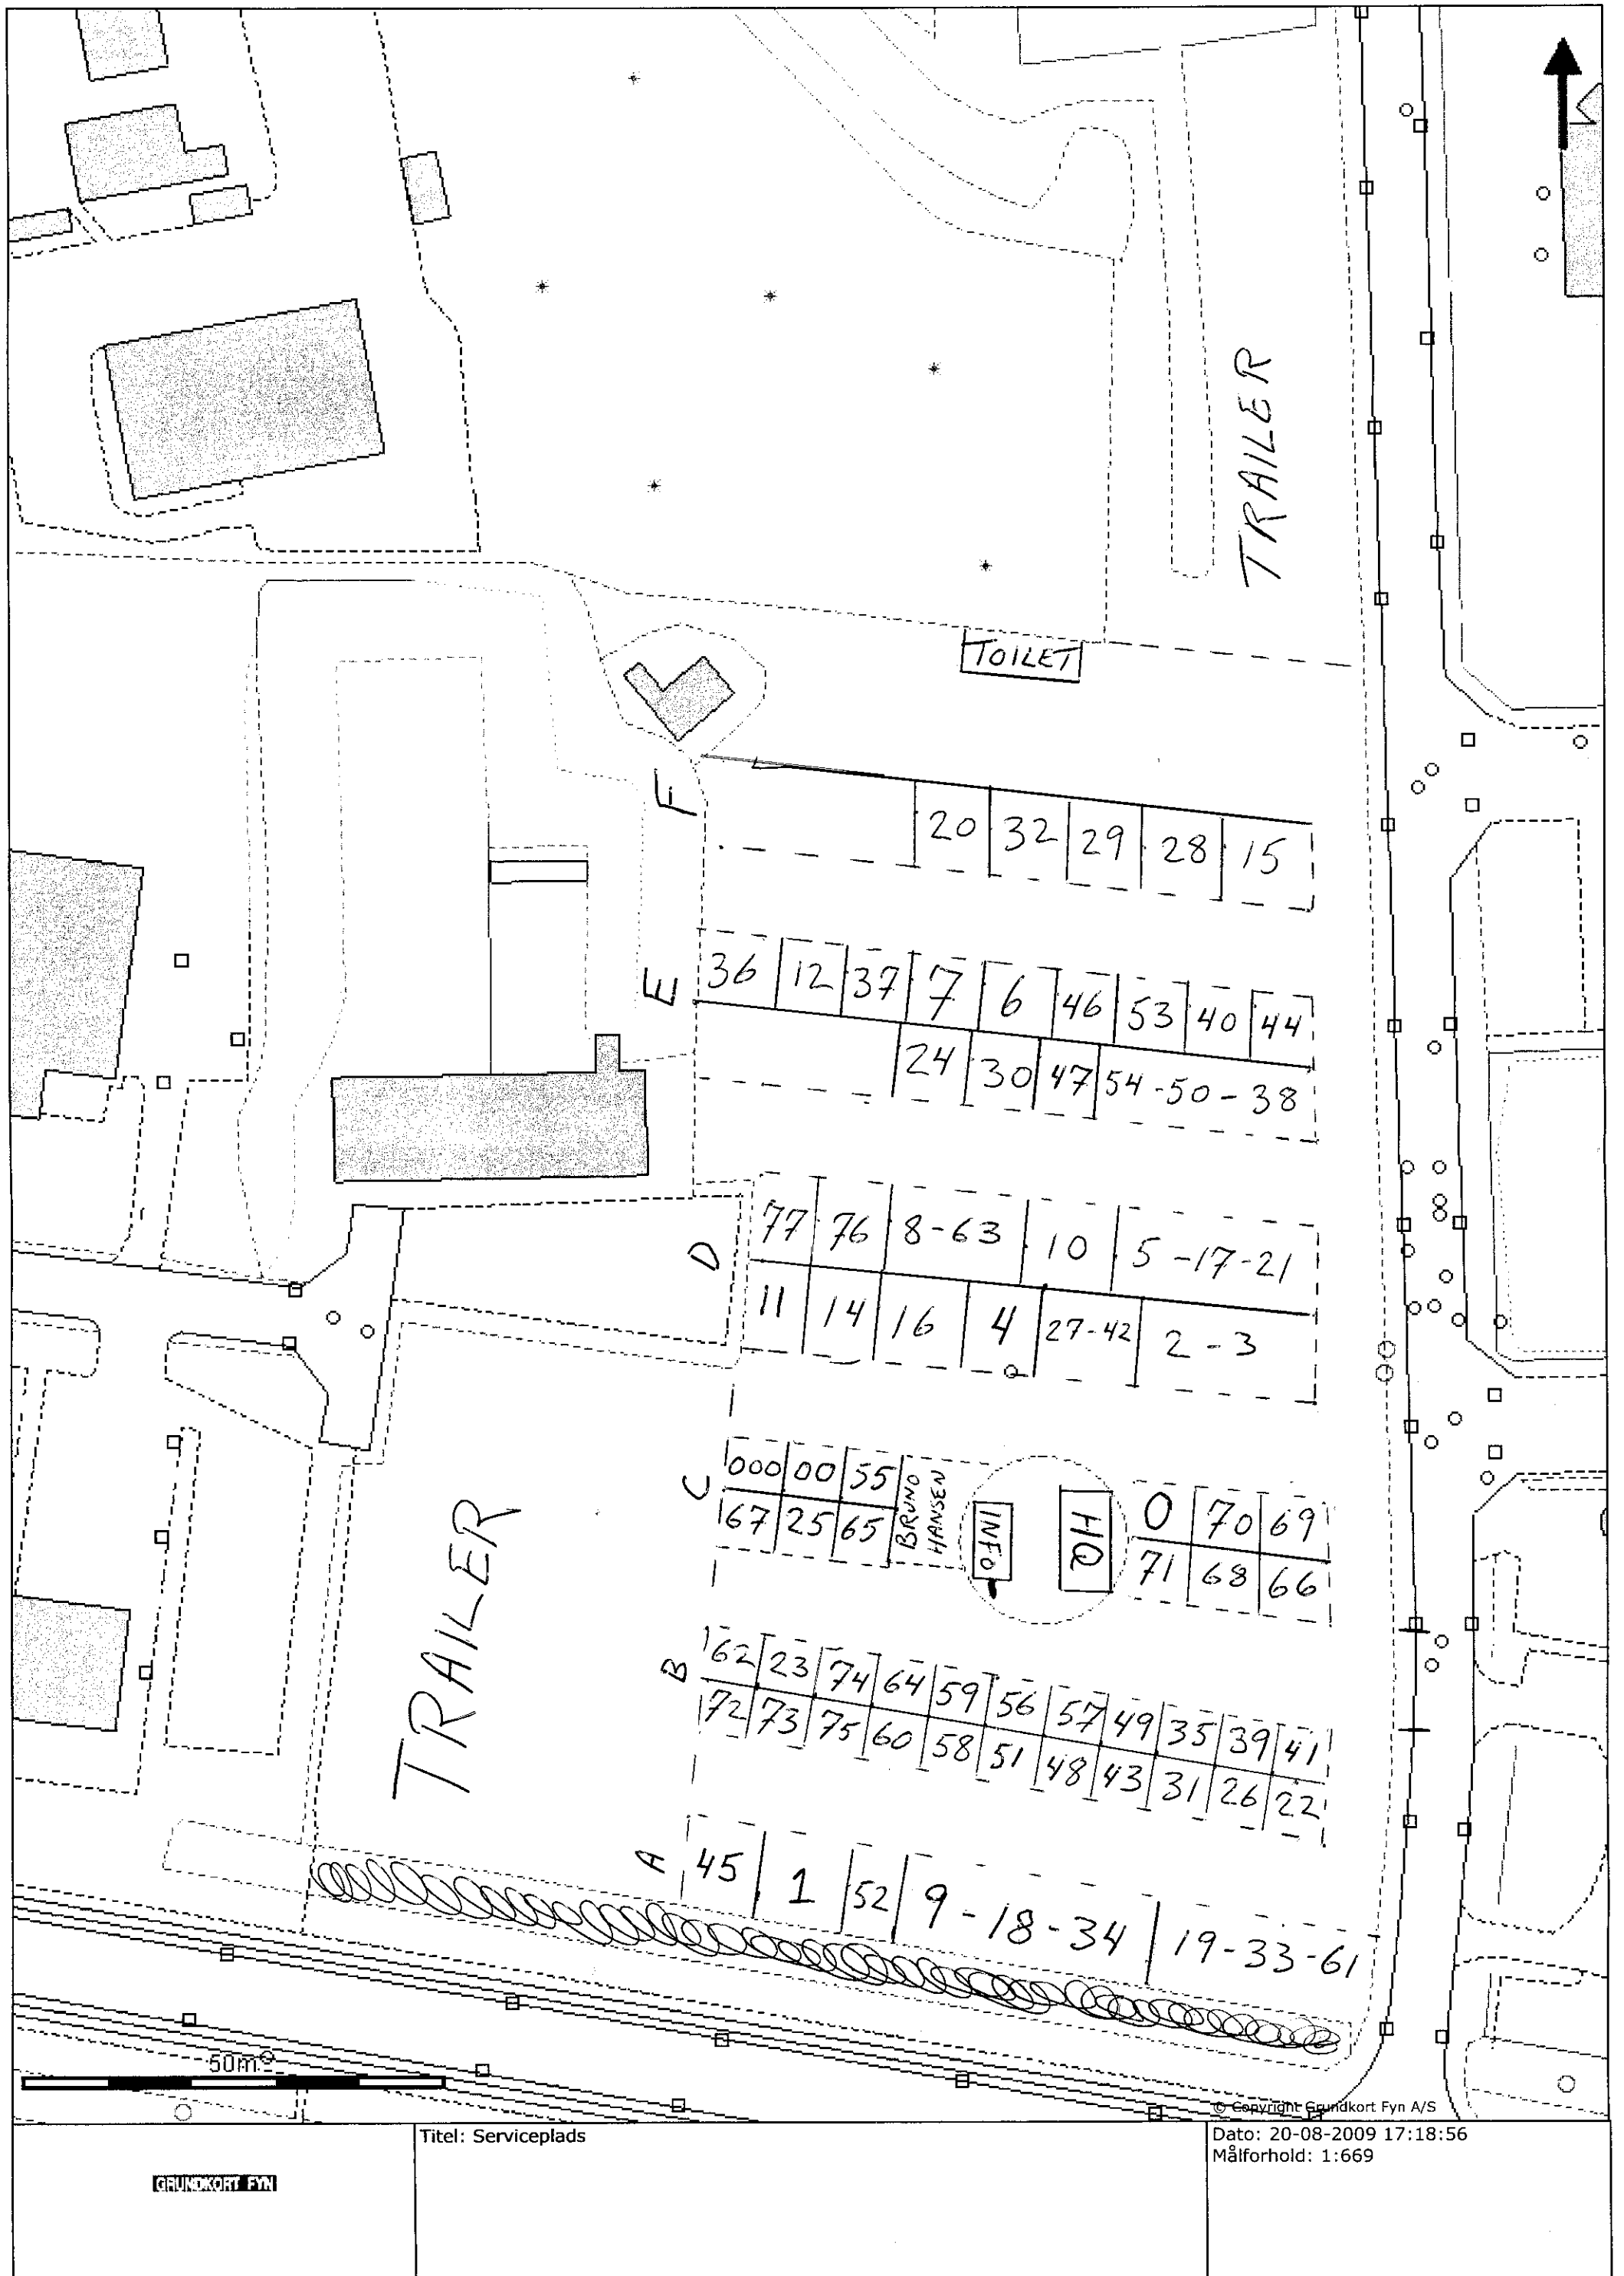 TRAILER
TOILET
F
20 32 29 28 15
E
36 12 37 7 6 46 53 40 44
24 30 47 54-50-38
D
77 76 8-63 10 5-17-21
11 14 16 4 27-42 2-3
C
000 00 55 BRUNO HANSEN INFO HQ 0 70 69
67 25 65 71 68 66
TRAILER
B
62 23 74 64 59 56 57 49 35 39 41
72 73 75 60 58 51 48 43 31 26 22
A
45 1 52 9-18-34 19-33-61
50m
© Copyright Grundkort Fyn A/S
GRUNDKORT FYN
Titel: Serviceplads
Dato: 20-08-2009 17:18:56
Målforhold: 1:669